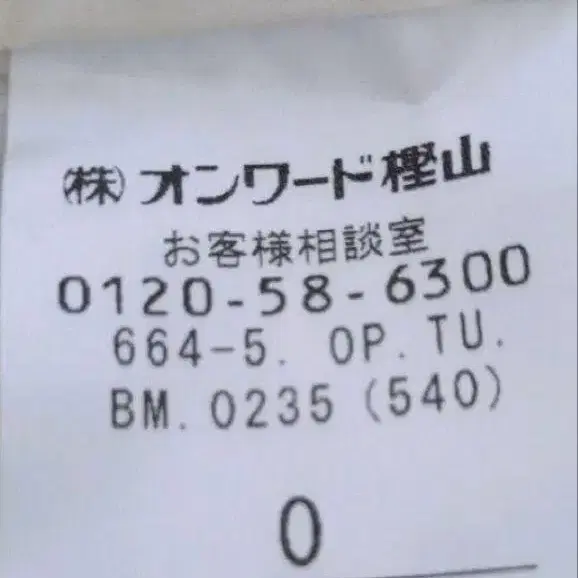 ㈱オンワード樫山
お客様相談室
0120-58-6300
664-5. OP. TU.
BM. 0235 (540)
0